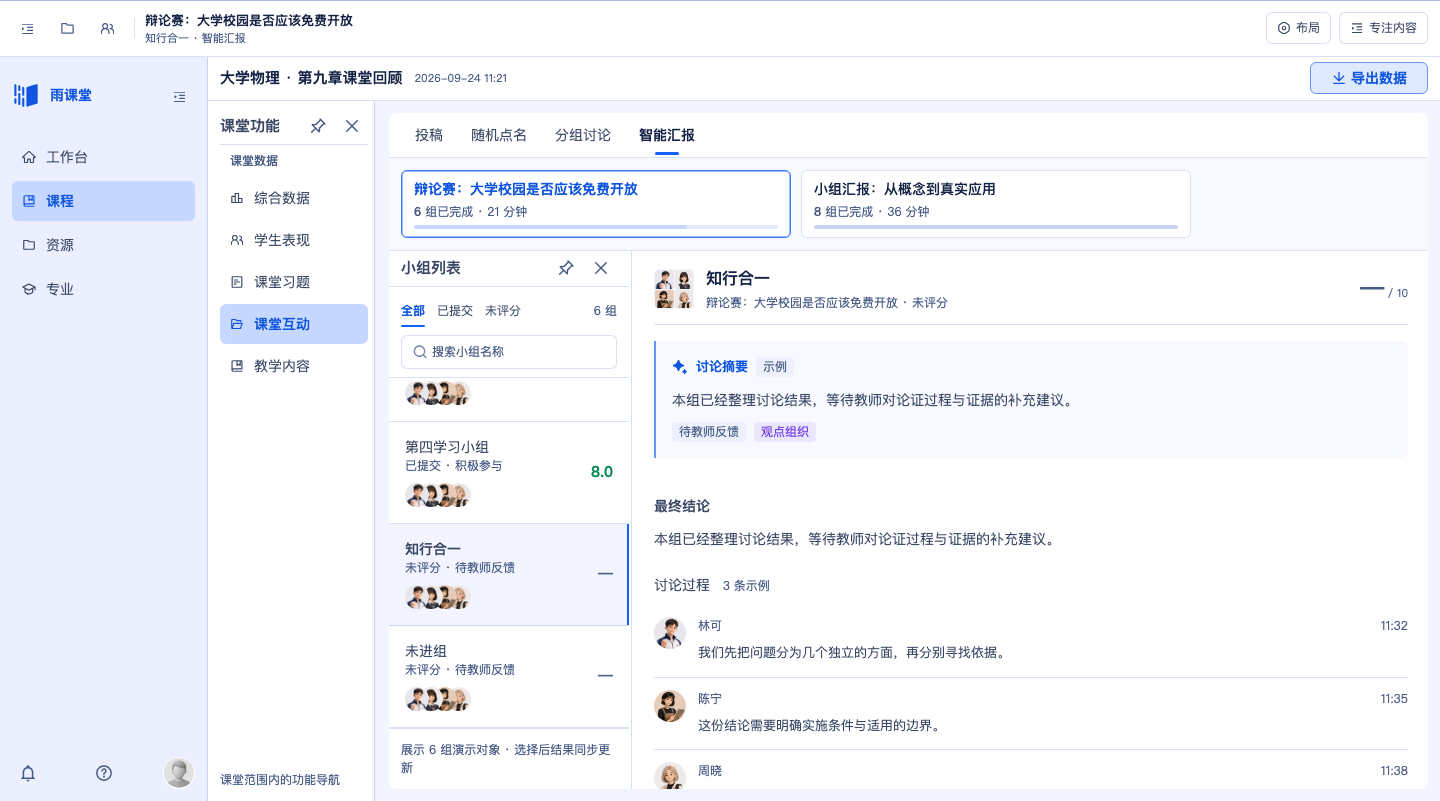 辩论赛：大学校园是否应该免费开放
知行合一 · 智能汇报
布局
专注内容
雨课堂
工作台
课程
资源
专业
大学物理 · 第九章课堂回顾
2026-09-24 11:21
导出数据
课堂功能
课堂数据
综合数据
学生表现
课堂习题
课堂互动
教学内容
课堂范围内的功能导航
投稿
随机点名
分组讨论
智能汇报
辩论赛：大学校园是否应该免费开放
6 组已完成 · 21 分钟
小组汇报：从概念到真实应用
8 组已完成 · 36 分钟
小组列表
全部
已提交
未评分
6 组
搜索小组名称
第四学习小组
已提交 · 积极参与
8.0
知行合一
未评分 · 待教师反馈
—
未进组
未评分 · 待教师反馈
—
展示 6 组演示对象 · 选择后结果同步更
新
知行合一
辩论赛：大学校园是否应该免费开放 · 未评分
— / 10
讨论摘要
示例
本组已经整理讨论结果，等待教师对论证过程与证据的补充建议。
待教师反馈
观点组织
最终结论
本组已经整理讨论结果，等待教师对论证过程与证据的补充建议。
讨论过程
3 条示例
林可
11:32
我们先把问题分为几个独立的方面，再分别寻找依据。
陈宁
11:35
这份结论需要明确实施条件与适用的边界。
周晓
11:38